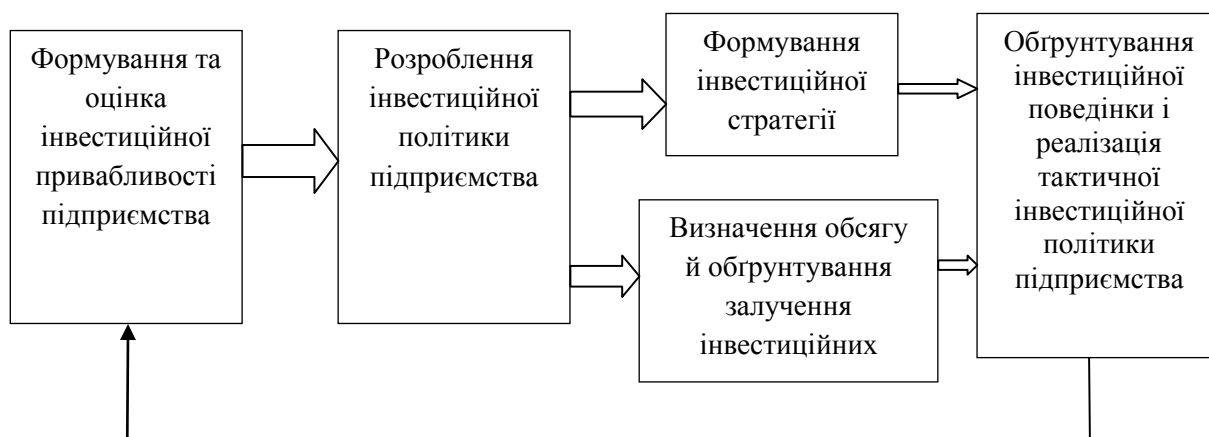 Формування та
оцінка
інвестиційної
привабливості
підприємства
Розроблення
інвестиційної
політики
підприємства
Формування
інвестиційної
стратегії
Визначення обсягу
й обґрунтування
залучення
інвестиційних
Обґрунтування
інвестиційної
поведінки і
реалізація
тактичної
інвестиційної
політики
підприємства